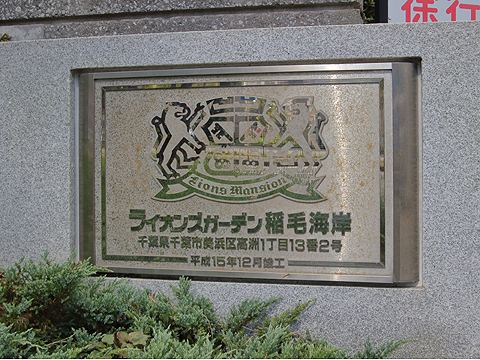 保行
Lions Mansion
ライオンズガーデン稲毛海岸
千葉県千葉市美浜区高洲1丁目13番2号
平成15年12月竣工